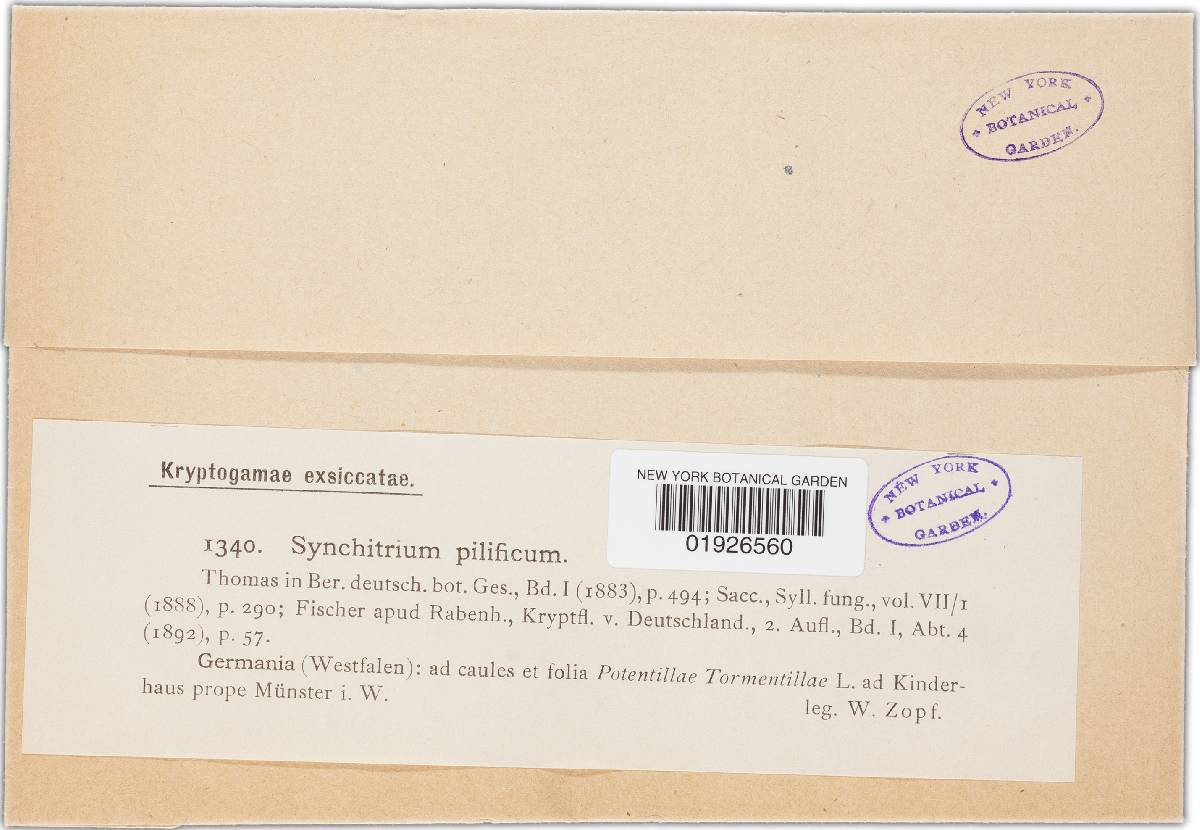 NEW YORK
BOTANICAL
GARDEN.
Kryptogamae exsiccatae.
NEW YORK BOTANICAL GARDEN
01926560
NEW YORK
BOTANICAL
GARDEN.
1340. Synchitrium pilificum.
Thomas in Ber. deutsch. bot. Ges., Bd. I (1883), p. 494; Sacc., Syll. fung., vol. VII/1
(1888), p. 290; Fischer apud Rabenh., Kryptfl. v. Deutschland., 2. Aufl., Bd. I, Abt. 4
(1892), p. 57.
Germania (Westfalen): ad caules et folia Potentillae Tormentillae L. ad Kinder-
haus prope Münster i. W.
leg. W. Zopf.